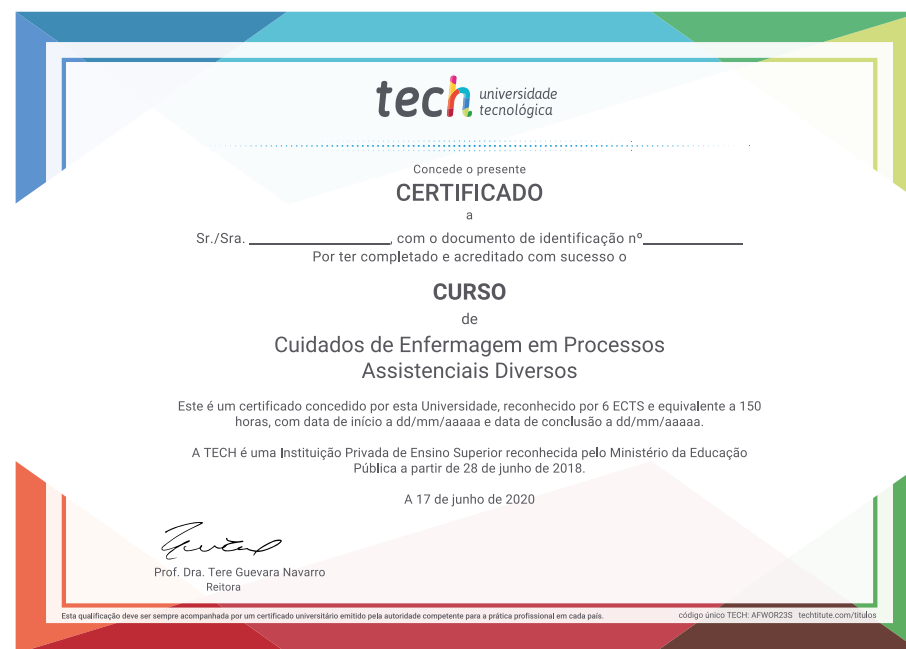 tech universidade
tecnológica
Concede o presente
CERTIFICADO
a
Sr./Sra. , com o documento de identificação nº
Por ter completado e acreditado com sucesso o
CURSO
de
Cuidados de Enfermagem em Processos
Assistenciais Diversos
Este é um certificado concedido por esta Universidade, reconhecido por 6 ECTS e equivalente a 150
horas, com data de início a dd/mm/aaaaa e data de conclusão a dd/mm/aaaaa.
A TECH é uma Instituição Privada de Ensino Superior reconhecida pelo Ministério da Educação
Pública a partir de 28 de junho de 2018.
A 17 de junho de 2020
Prof. Dra. Tere Guevara Navarro
Reitora
Esta qualificação deve ser sempre acompanhada por um certificado universitário emitido pela autoridade competente para a prática profissional em cada país.
código único TECH: AFWOR23S techtitute.com/titulos